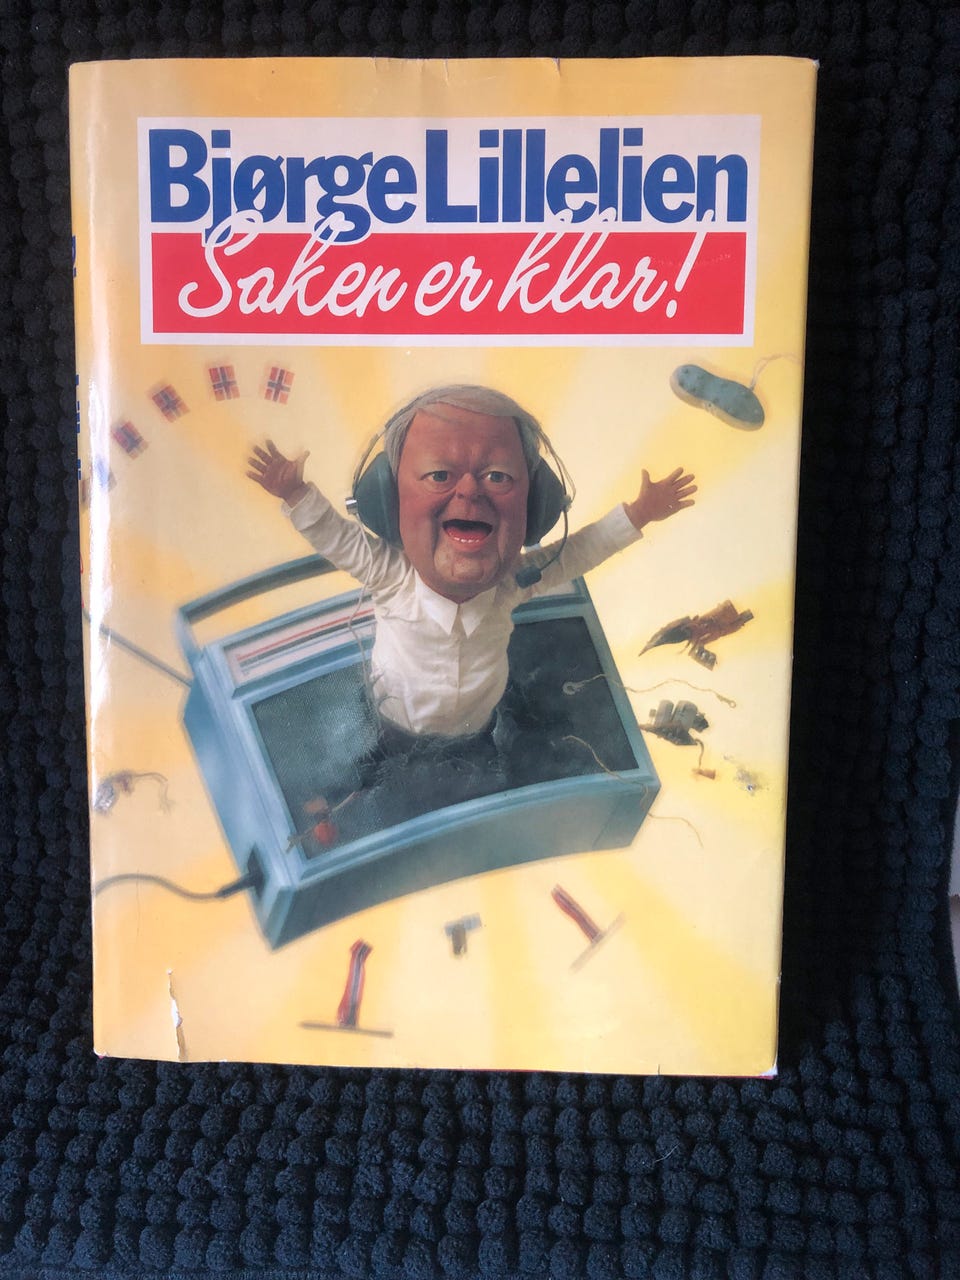 Bjørge Lillelien
Saken er klar!